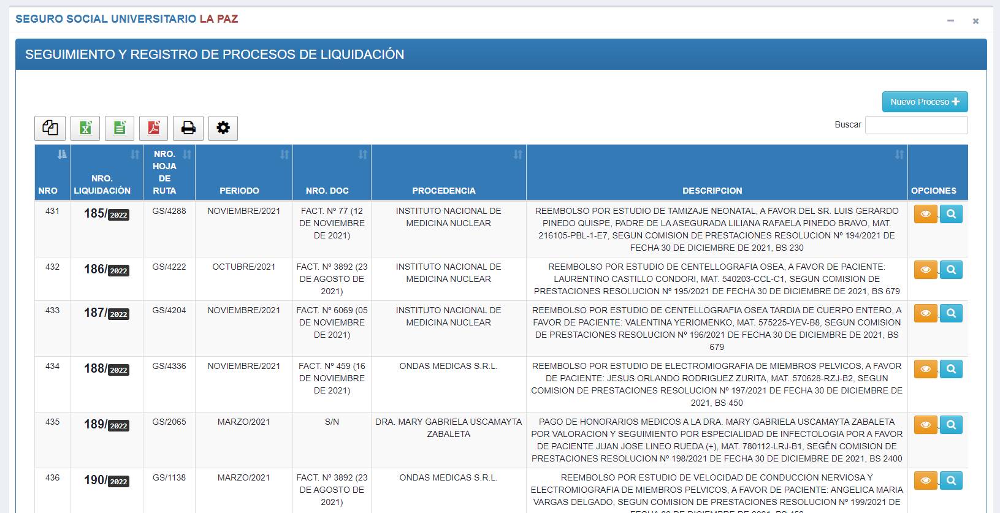 SEGURO SOCIAL UNIVERSITARIO LA PAZ
SEGUIMIENTO Y REGISTRO DE PROCESOS DE LIQUIDACIÓN
Nuevo Proceso
Buscar
NRO
NRO.
LIQUIDACIÓN
NRO.
HOJA
DE
RUTA
PERIODO
NRO. DOC
PROCEDENCIA
DESCRIPCION
OPCIONES
431
185/2022
GS/4288
NOVIEMBRE/2021
FACT. Nº 77 (12
DE NOVIEMBRE
DE 2021)
INSTITUTO NACIONAL DE
MEDICINA NUCLEAR
REEMBOLSO POR ESTUDIO DE TAMIZAJE NEONATAL, A FAVOR DEL SR. LUIS GERARDO
PINEDO QUISPE, PADRE DE LA ASEGURADA LILIANA RAFAELA PINEDO BRAVO, MAT.
216105-PBL-1-E7, SEGUN COMISION DE PRESTACIONES RESOLUCION Nº 194/2021 DE
FECHA 30 DE DICIEMBRE DE 2021, BS 230
432
186/2022
GS/4222
OCTUBRE/2021
FACT. Nº 3892 (23
DE AGOSTO DE
2021)
INSTITUTO NACIONAL DE
MEDICINA NUCLEAR
REEMBOLSO POR ESTUDIO DE CENTELLOGRAFIA OSEA, A FAVOR DE PACIENTE:
LAURENTINO CASTILLO CONDORI, MAT. 540203-CCL-C1, SEGUN COMISION DE
PRESTACIONES RESOLUCION Nº 195/2021 DE FECHA 30 DE DICIEMBRE DE 2021, BS 679
433
187/2022
GS/4204
NOVIEMBRE/2021
FACT. Nº 6069 (05
DE NOVIEMBRE
DE 2021)
INSTITUTO NACIONAL DE
MEDICINA NUCLEAR
REEMBOLSO POR ESTUDIO DE CENTELLOGRAFIA OSEA TARDIA DE CUERPO ENTERO, A
FAVOR DE PACIENTE: VALENTINA YERIOMENKO, MAT. 575225-YEV-B8, SEGUN COMISION
DE PRESTACIONES RESOLUCION Nº 196/2021 DE FECHA 30 DE DICIEMBRE DE 2021, BS
679
434
188/2022
GS/4336
NOVIEMBRE/2021
FACT. Nº 459 (16
DE NOVIEMBRE
DE 2021)
ONDAS MEDICAS S.R.L.
REEMBOLSO POR ESTUDIO DE ELECTROMIOGRAFIA DE MIEMBROS PELVICOS, A FAVOR
DE PACIENTE: JESUS ORLANDO RODRIGUEZ ZURITA, MAT. 570628-RZJ-B2, SEGUN
COMISION DE PRESTACIONES RESOLUCION Nº 197/2021 DE FECHA 30 DE DICIEMBRE DE
2021, BS 450
435
189/2022
GS/2065
MARZO/2021
S/N
DRA. MARY GABRIELA USCAMAYTA
ZABALETA
PAGO DE HONORARIOS MEDICOS A LA DRA. MARY GABRIELA USCAMAYTA ZABALETA
POR VALORACION Y SEGUIMIENTO POR ESPECIALIDAD DE INFECTOLOGIA POR A FAVOR
DE PACIENTE JUAN JOSE LINEO RUEDA (+), MAT. 780112-LRJ-B1, SEGÊN COMISION DE
PRESTACIONES RESOLUCION Nº 198/2021 DE FECHA 30 DE DICIEMBRE DE 2021, BS 2400
436
190/2022
GS/1138
MARZO/2021
FACT. Nº 3892 (23
DE AGOSTO DE
2021)
ONDAS MEDICAS S.R.L.
REEMBOLSO POR ESTUDIO DE VELOCIDAD DE CONDUCCION NERVIOSA Y
ELECTROMIOGRAFIA DE MIEMBROS PELVICOS, A FAVOR DE PACIENTE: ANGELICA MARIA
VARGAS DELGADO, SEGUN COMISION DE PRESTACIONES RESOLUCION Nº 199/2021 DE